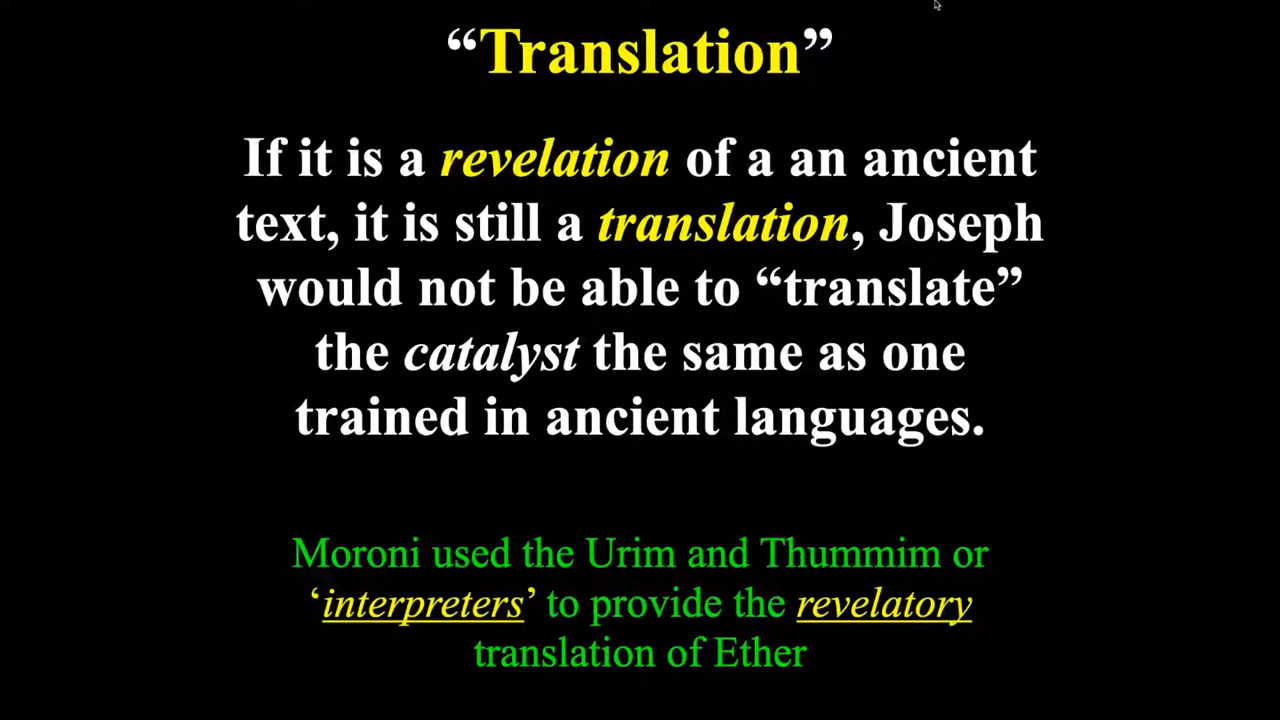 “Translation”
If it is a revelation of a an ancient
text, it is still a translation, Joseph
would not be able to “translate”
the catalyst the same as one
trained in ancient languages.
Moroni used the Urim and Thummim or
‘interpreters’ to provide the revelatory
translation of Ether